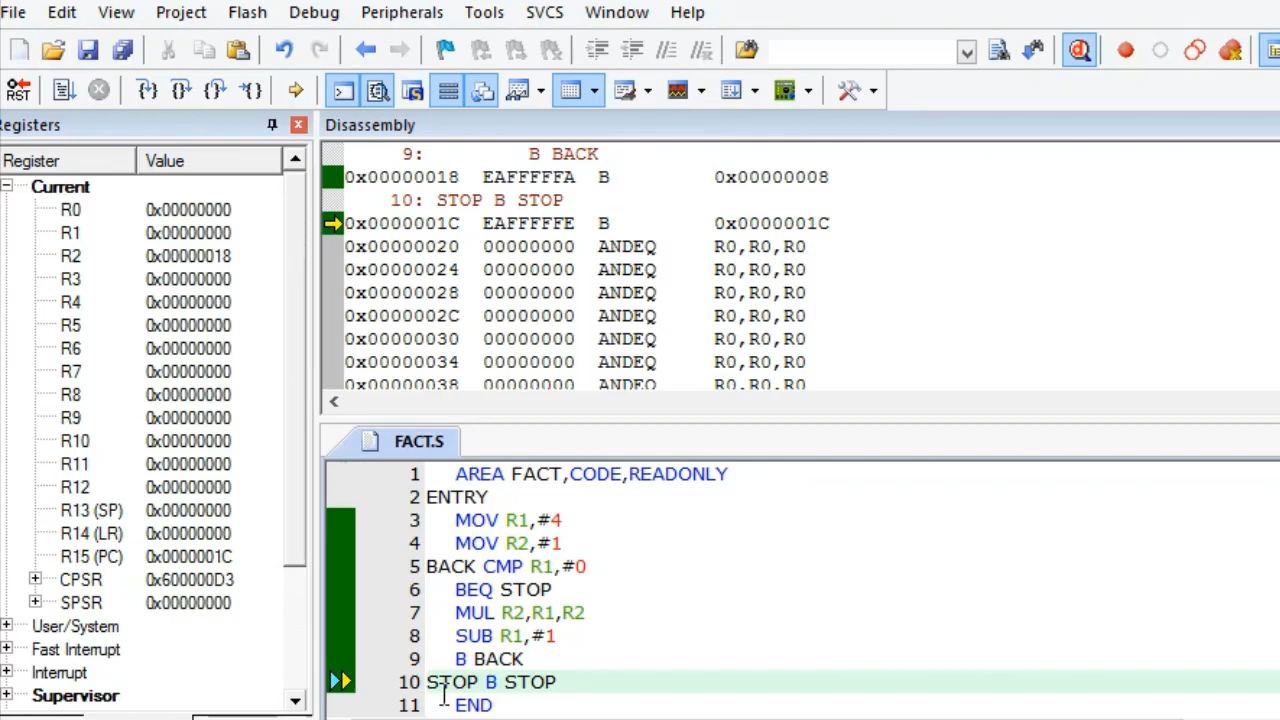 File Edit View Project Flash Debug Peripherals Tools SVCS Window Help
RST
Registers
Disassembly
Register Value
Current
R0 0x00000000
R1 0x00000000
R2 0x00000018
R3 0x00000000
R4 0x00000000
R5 0x00000000
R6 0x00000000
R7 0x00000000
R8 0x00000000
R9 0x00000000
R10 0x00000000
R11 0x00000000
R12 0x00000000
R13 (SP) 0x00000000
R14 (LR) 0x00000000
R15 (PC) 0x0000001C
CPSR 0x600000D3
SPSR 0x00000000
User/System
Fast Interrupt
Interrupt
Supervisor
9: B BACK
0x00000018 EAFFFFFA B 0x00000008
10: STOP B STOP
0x0000001C EAFFFFFE B 0x0000001C
0x00000020 00000000 ANDEQ R0,R0,R0
0x00000024 00000000 ANDEQ R0,R0,R0
0x00000028 00000000 ANDEQ R0,R0,R0
0x0000002C 00000000 ANDEQ R0,R0,R0
0x00000030 00000000 ANDEQ R0,R0,R0
0x00000034 00000000 ANDEQ R0,R0,R0
0x00000038 00000000 ANDEQ R0,R0,R0
FACT.S
1 AREA FACT,CODE,READONLY
2 ENTRY
3 MOV R1,#4
4 MOV R2,#1
5 BACK CMP R1,#0
6 BEQ STOP
7 MUL R2,R1,R2
8 SUB R1,#1
9 B BACK
10 STOP B STOP
11 END